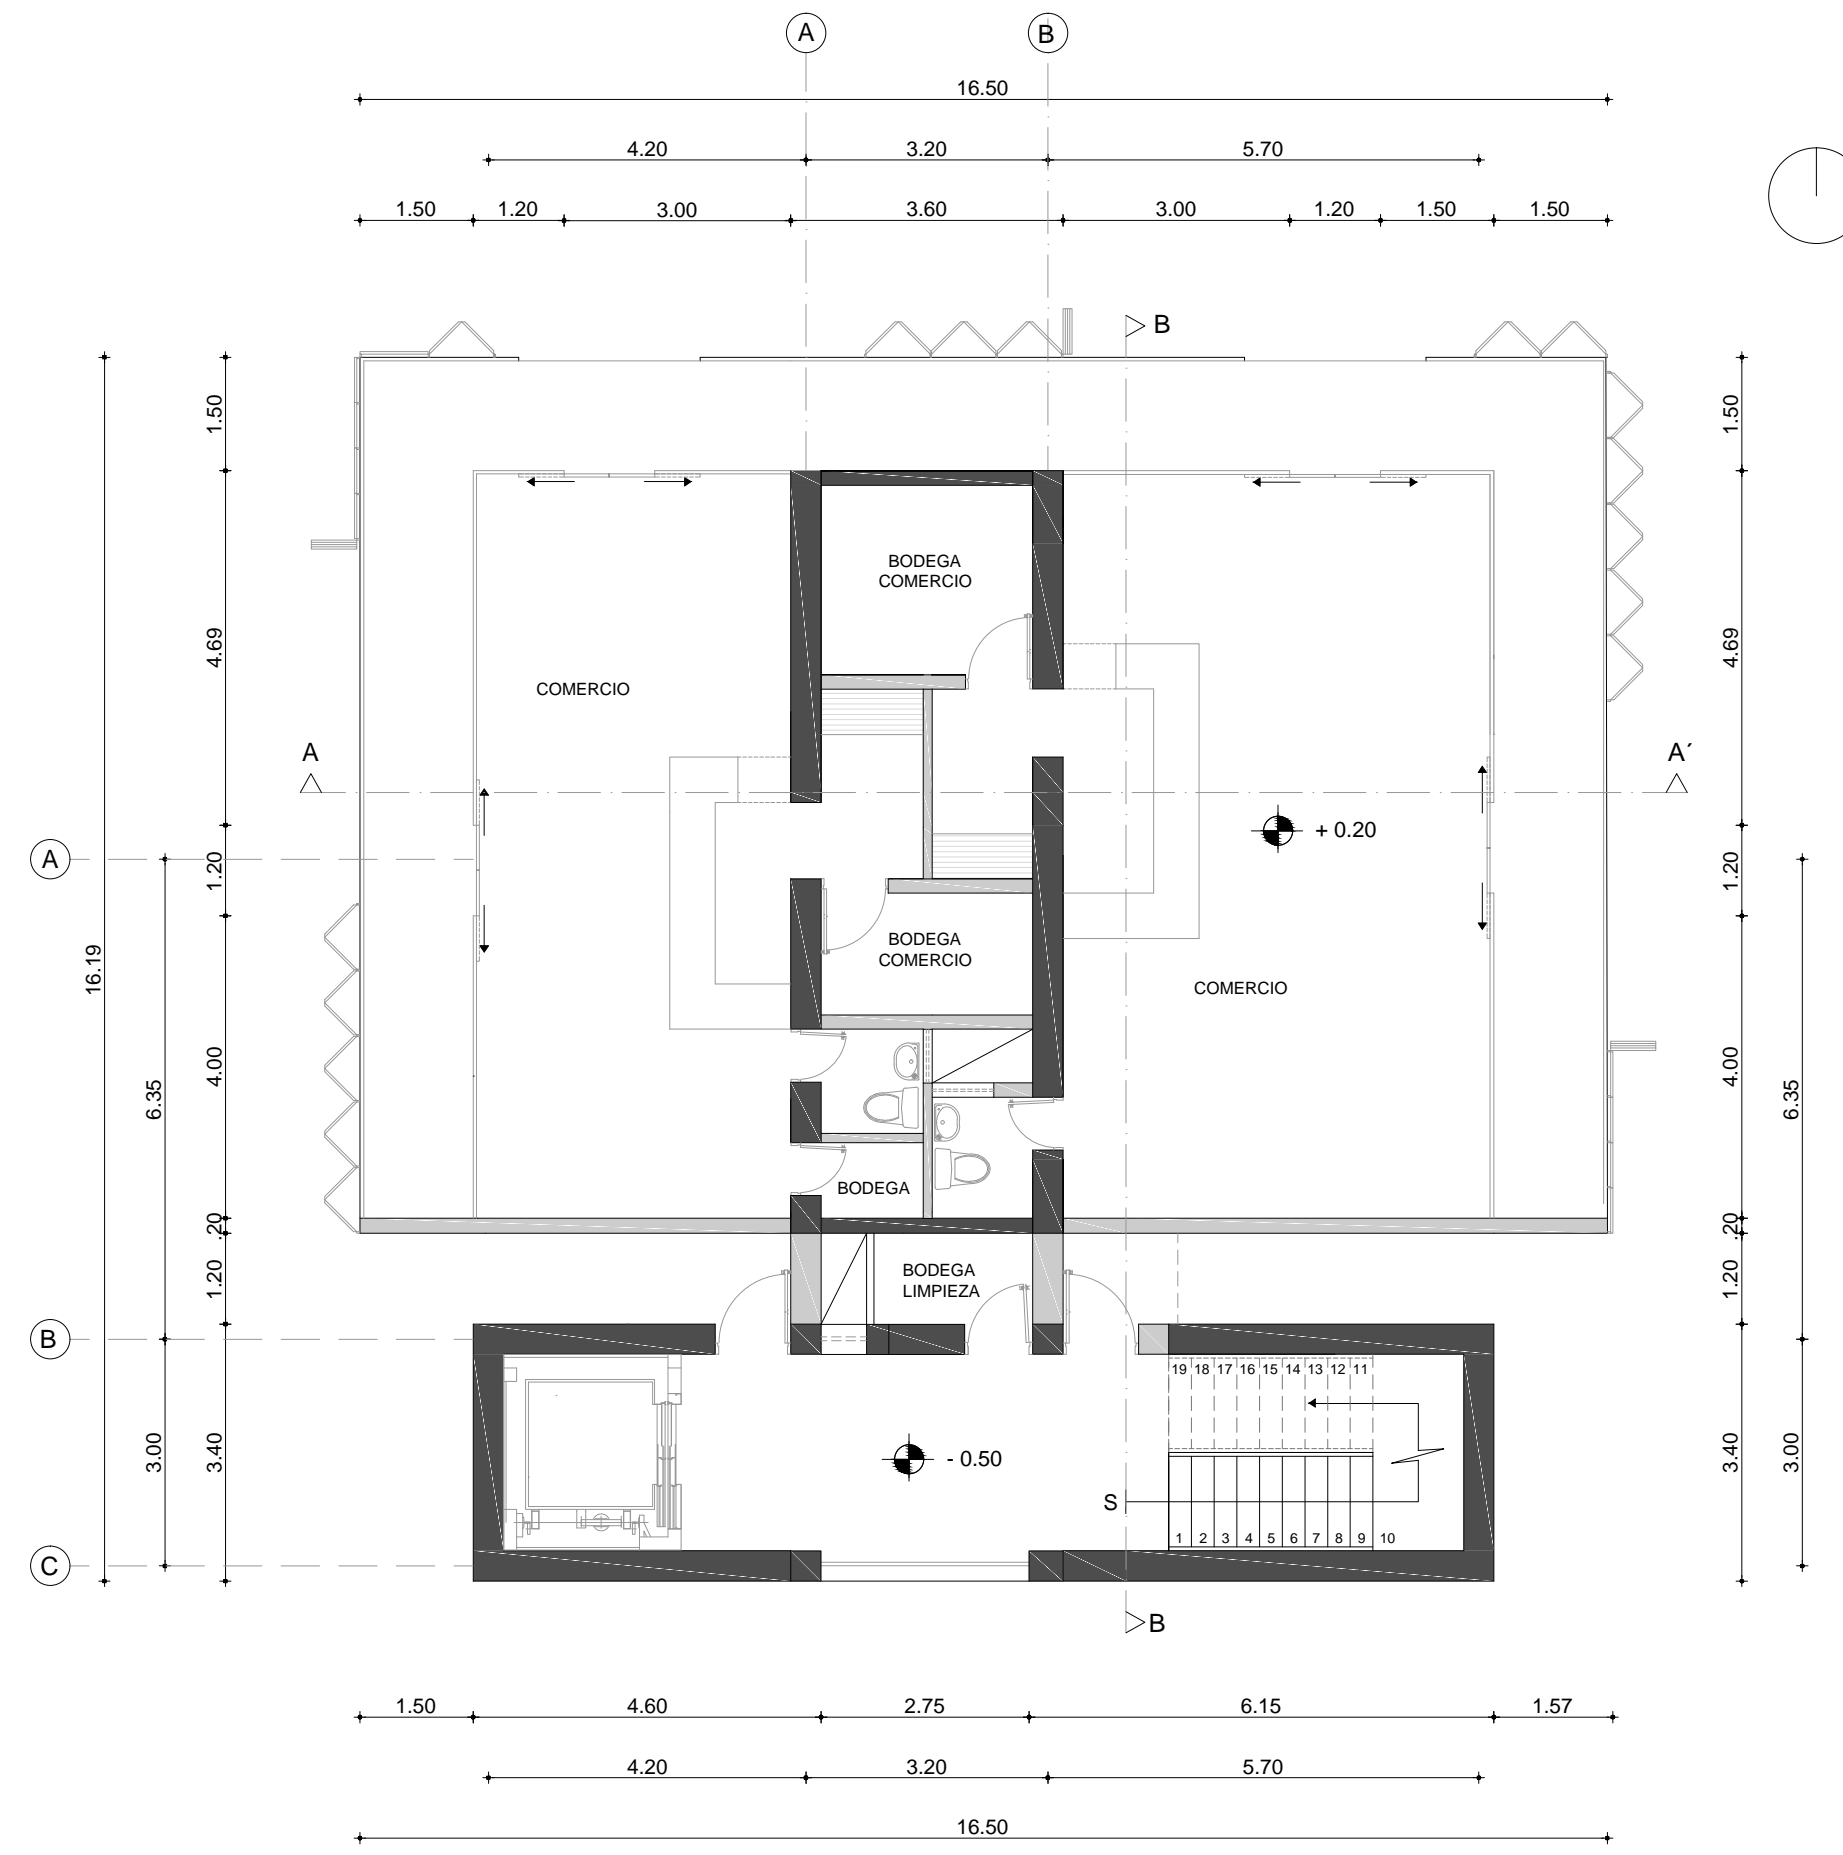 A B
16.50
4.20 3.20 5.70
1.50 1.20 3.00 3.60 3.00 1.20 1.50 1.50
B
1.50 1.50
BODEGA
COMERCIO
4.69 4.69
COMERCIO
A A´
+ 0.20
A
1.20 1.20
BODEGA
COMERCIO
16.19
COMERCIO
4.00 4.00
6.35 6.35
BODEGA
.20 .20
1.20 1.20
BODEGA
LIMPIEZA
B
19 18 17 16 15 14 13 12 11
3.00 3.40 - 0.50 3.40 3.00
S
1 2 3 4 5 6 7 8 9 10
C
B
1.50 4.60 2.75 6.15 1.57
4.20 3.20 5.70
16.50